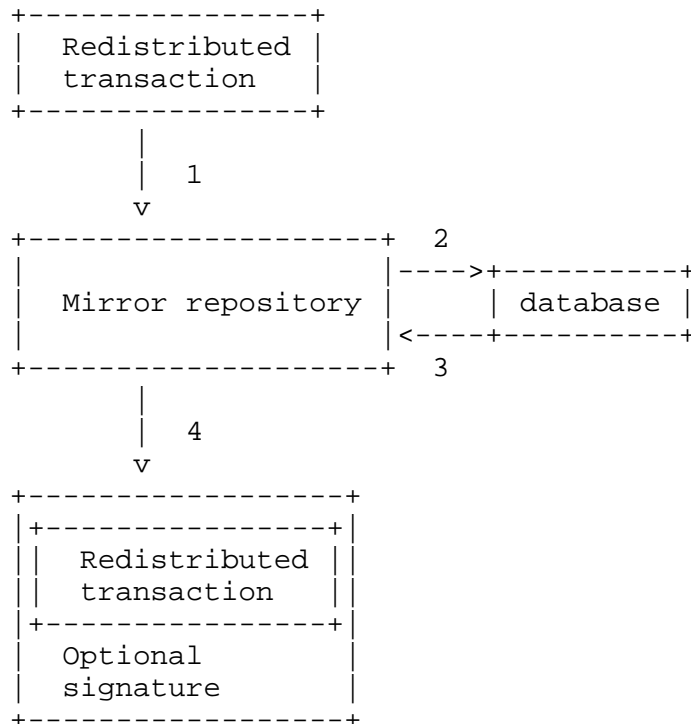 Redistributed
transaction
1
2
Mirror repository
database
3
4
Redistributed
transaction
Optional
signature